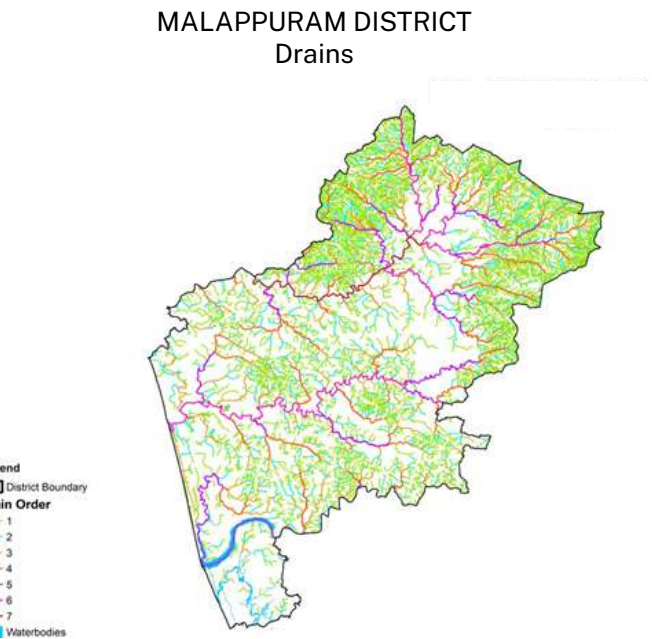 MALAPPURAM DISTRICT
Drains
end
District Boundary
in Order
1
2
3
4
5
6
7
Waterbodies